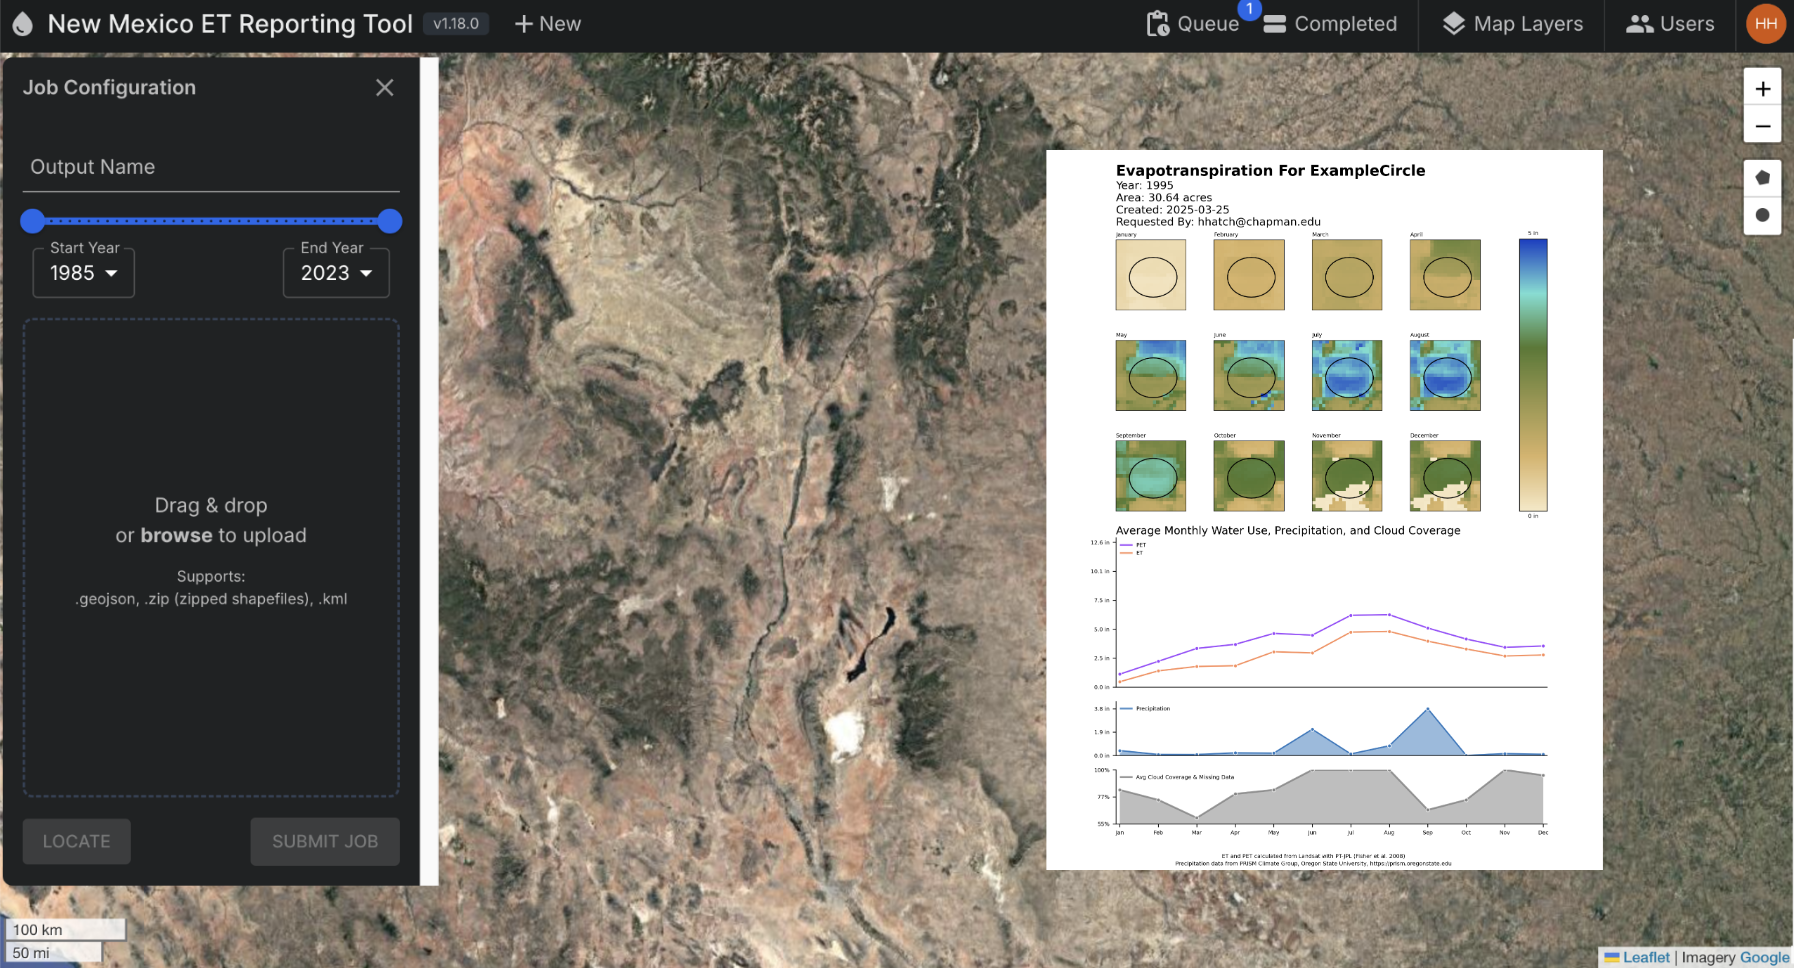 New Mexico ET Reporting Tool v1.18.0 + New Queue 1 Completed Map Layers Users HH
Job Configuration
Output Name
Start Year End Year
1985 2023
Drag & drop
or browse to upload
Supports:
.geojson, .zip (zipped shapefiles), .kml
LOCATE SUBMIT JOB
100 km
50 mi
+
−
Evapotranspiration For ExampleCircle
Year: 1995
Area: 30.64 acres
Created: 2025-03-25
Requested By: hhatch@chapman.edu
January February March April 5 in
May June July August
September October November December
0 in
Average Monthly Water Use, Precipitation, and Cloud Coverage
12.6 in
PET
ET
10.1 in
7.5 in
5.0 in
2.5 in
0.0 in
3.8 in Precipitation
1.9 in
0.0 in
100% Avg Cloud Coverage & Missing Data
77%
55%
Jan Feb Mar Apr May Jun Jul Aug Sep Oct Nov Dec
ET and PET calculated from Landsat with PT-JPL (Fisher et al. 2008)
Precipitation data from PRISM Climate Group, Oregon State University, https://prism.oregonstate.edu
Leaflet | Imagery Google